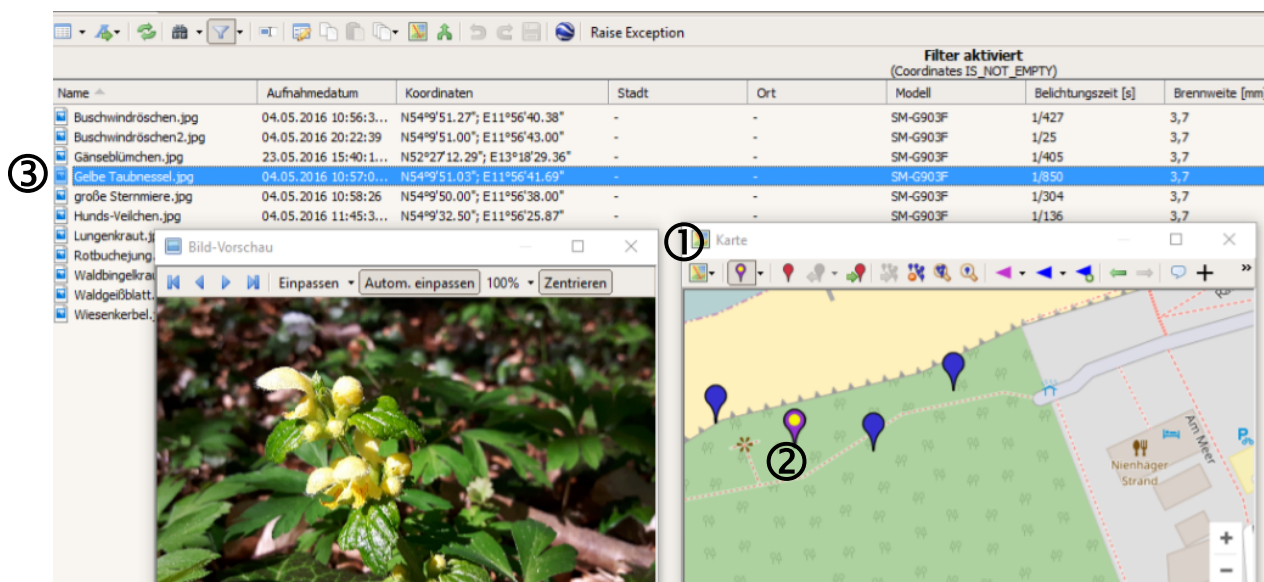 Raise Exception
Filter aktiviert
(Coordinates IS_NOT_EMPTY)
Name Aufnahmedatum Koordinaten Stadt Ort Modell Belichtungszeit [s] Brennweite [mm]
Buschwindröschen.jpg 04.05.2016 10:56:3... N54°9'51.27"; E11°56'40.38" - - SM-G903F 1/427 3,7
Buschwindröschen2.jpg 04.05.2016 20:22:39 N54°9'51.00"; E11°56'43.00" - - SM-G903F 1/25 3,7
Gänseblümchen.jpg 23.05.2016 15:40:1... N52°27'12.29"; E13°18'29.36" - - SM-G903F 1/405 3,7
③ Gelbe Taubnessel.jpg 04.05.2016 10:57:0... N54°9'51.03"; E11°56'41.69" - - SM-G903F 1/850 3,7
große Sternmiere.jpg 04.05.2016 10:58:26 N54°9'50.00"; E11°56'38.00" - - SM-G903F 1/304 3,7
Hunds-Veilchen.jpg 04.05.2016 11:45:3... N54°9'32.50"; E11°56'25.87" - - SM-G903F 1/136 3,7
Lungenkraut.j
Rotbuchejung.
Waldbingelkrau
Waldgeißblatt.
Wiesenkerbel.j
Bild-Vorschau
Einpassen Autom. einpassen 100% Zentrieren
① Karte
»
②
Am Meer
Nienhäger
Strand
+
−